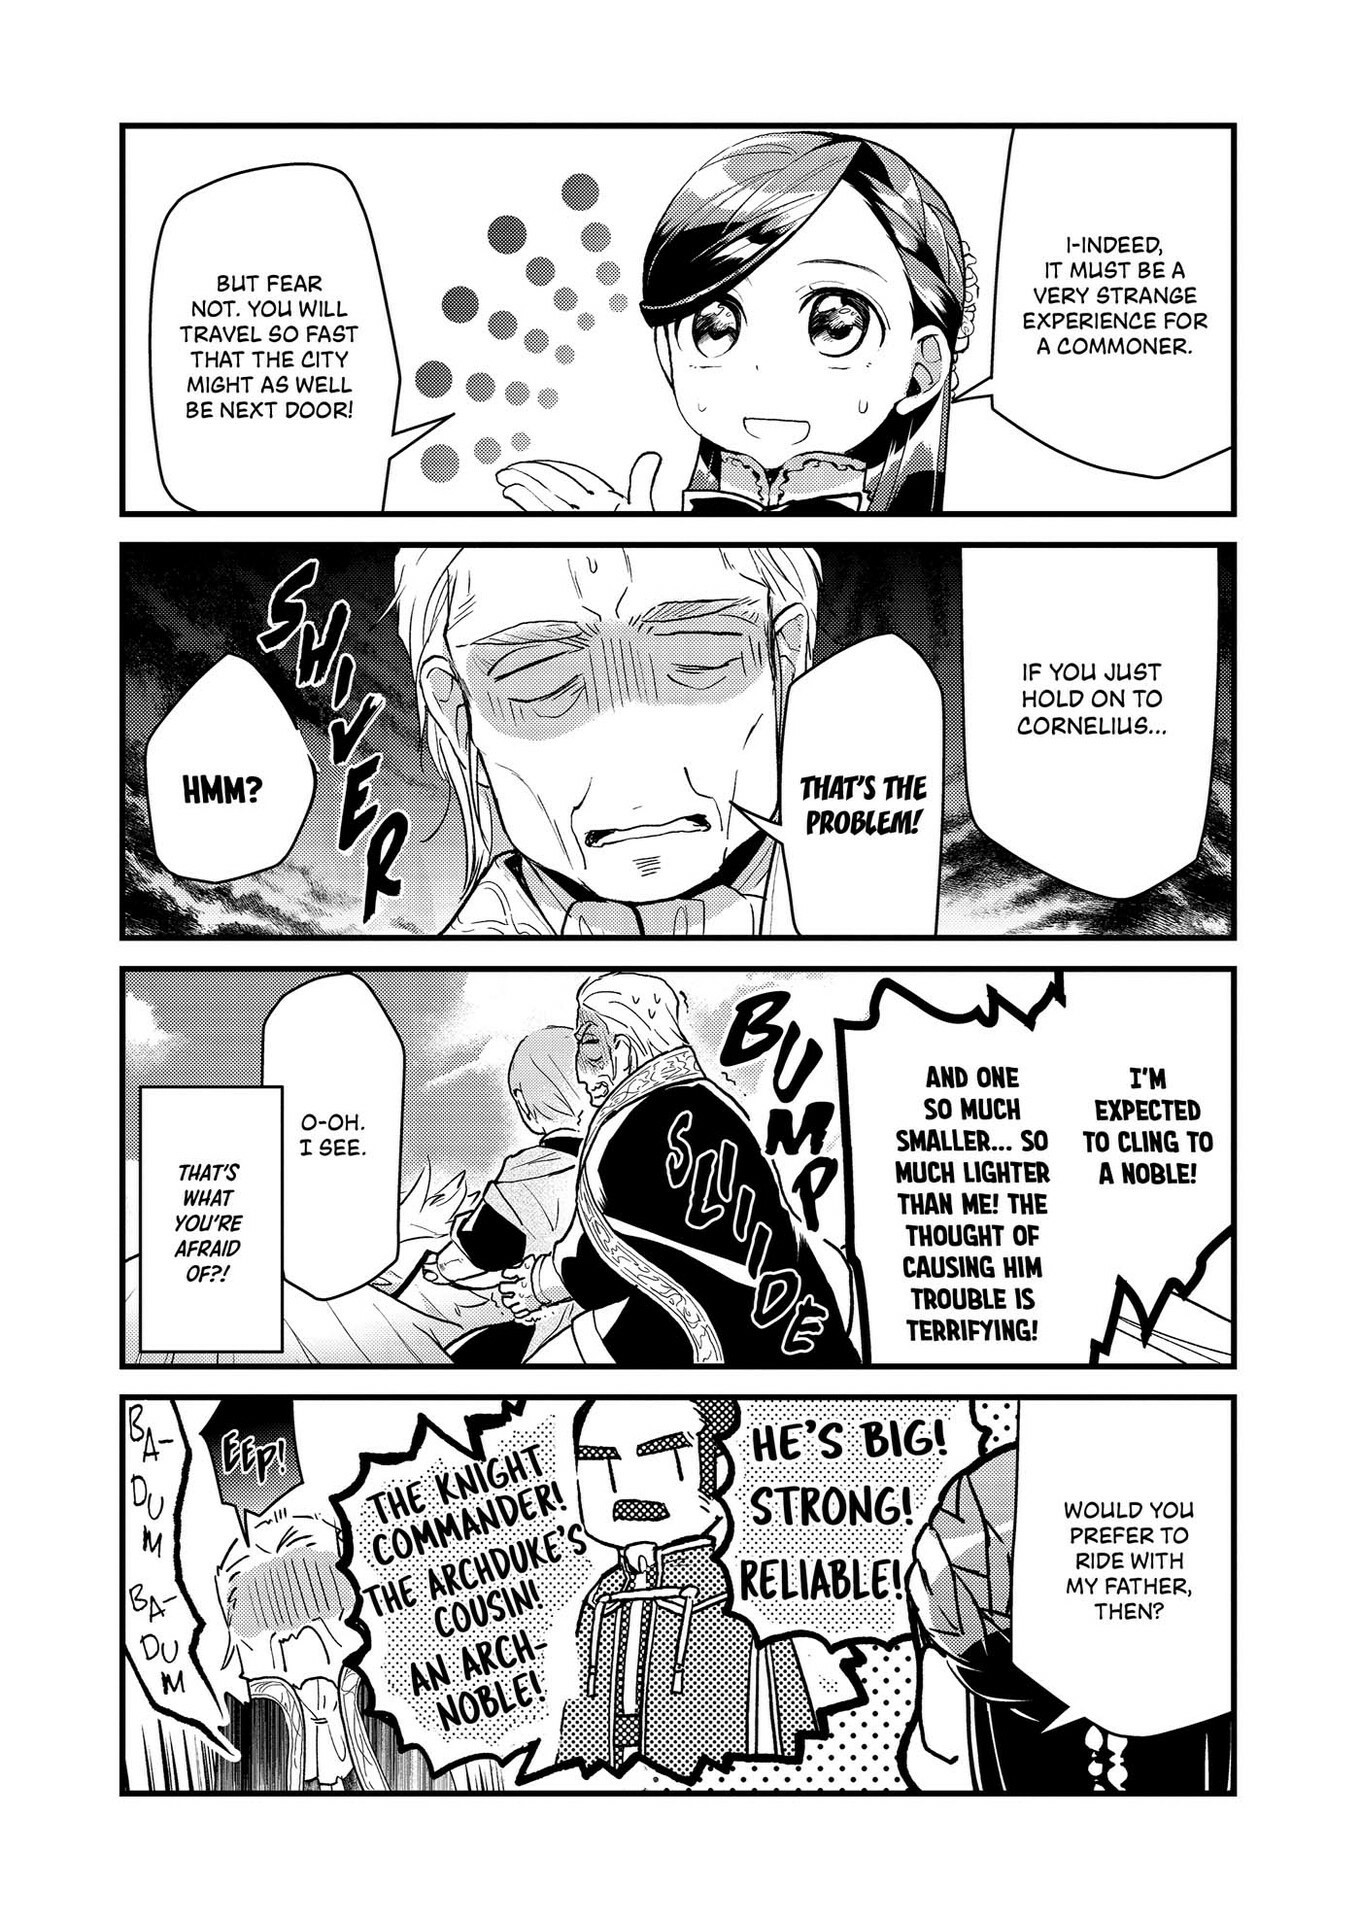 I-INDEED,
IT MUST BE A
VERY STRANGE
EXPERIENCE FOR
A COMMONER.
BUT FEAR
NOT. YOU WILL
TRAVEL SO FAST
THAT THE CITY
MIGHT AS WELL
BE NEXT DOOR!
IF YOU JUST
HOLD ON TO
CORNELIUS...
THAT'S THE
PROBLEM!
SHIVER
HMM?
I'M
EXPECTED
TO CLING TO
A NOBLE!
AND ONE
SO MUCH
SMALLER... SO
MUCH LIGHTER
THAN ME! THE
THOUGHT OF
CAUSING HIM
TROUBLE IS
TERRIFYING!
BUMP
SLIIIDE
O-OH.
I SEE.
THAT'S
WHAT
YOU'RE
AFRAID
OF?!
WOULD YOU
PREFER TO
RIDE WITH
MY FATHER,
THEN?
HE'S BIG!
STRONG!
RELIABLE!
THE KNIGHT
COMMANDER!
THE ARCHDUKE'S
COUSIN!
AN ARCH-
NOBLE!
EEP!
BA-
DUM
BA-
DUM